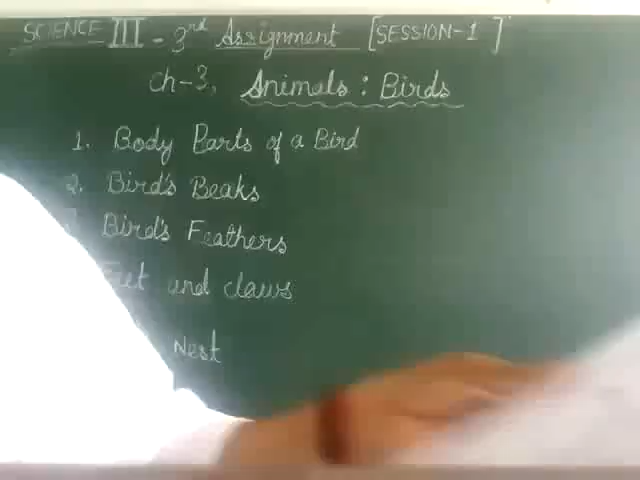 SCIENCE III - 3rd Assignment [SESSION-1]
Ch-3, Animals : Birds
1. Body Parts of a Bird
2. Bird's Beaks
Bird's Feathers
Feet and claws
Nest